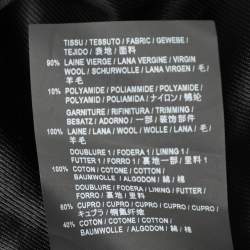 TISSU / TESSUTO / FABRIC / GEWEBE /
TEJIDO / 表地 / 面料
90% LAINE VIERGE / LANA VERGINE / VIRGIN
WOOL / SCHURWOLLE / LANA VIRGEN / 毛 /
羊毛
10% POLYAMIDE / POLIAMMIDE / POLYAMIDE /
POLYAMID / POLIAMIDA / ナイロン / 锦纶
GARNITURE / RIFINITURA / TRIMMING /
BESATZ / ADORNO / 一部 / 装饰部件
100% LAINE / LANA / WOOL / WOLLE / LANA /
毛 / 羊毛
DOUBLURE 1 / FODERA 1 / LINING 1 /
FUTTER 1 / FORRO 1 / 裏地 1 / 里一部 /
100% COTON / COTONE / COTTON /
BAUMWOLLE / ALGODON / 綿 / 棉
DOUBLURE / FODERA / LINING / FUTTER /
FORRO / 裏地 / 里料 /
60% CUPRO / CUPRO / CUPRO / CUPRO / CUPRO /
キュプラ / 铜氨纤维
40% COTON / COTONE / COTTON /
BAUMWOLLE / ALGODON / 綿 / 棉